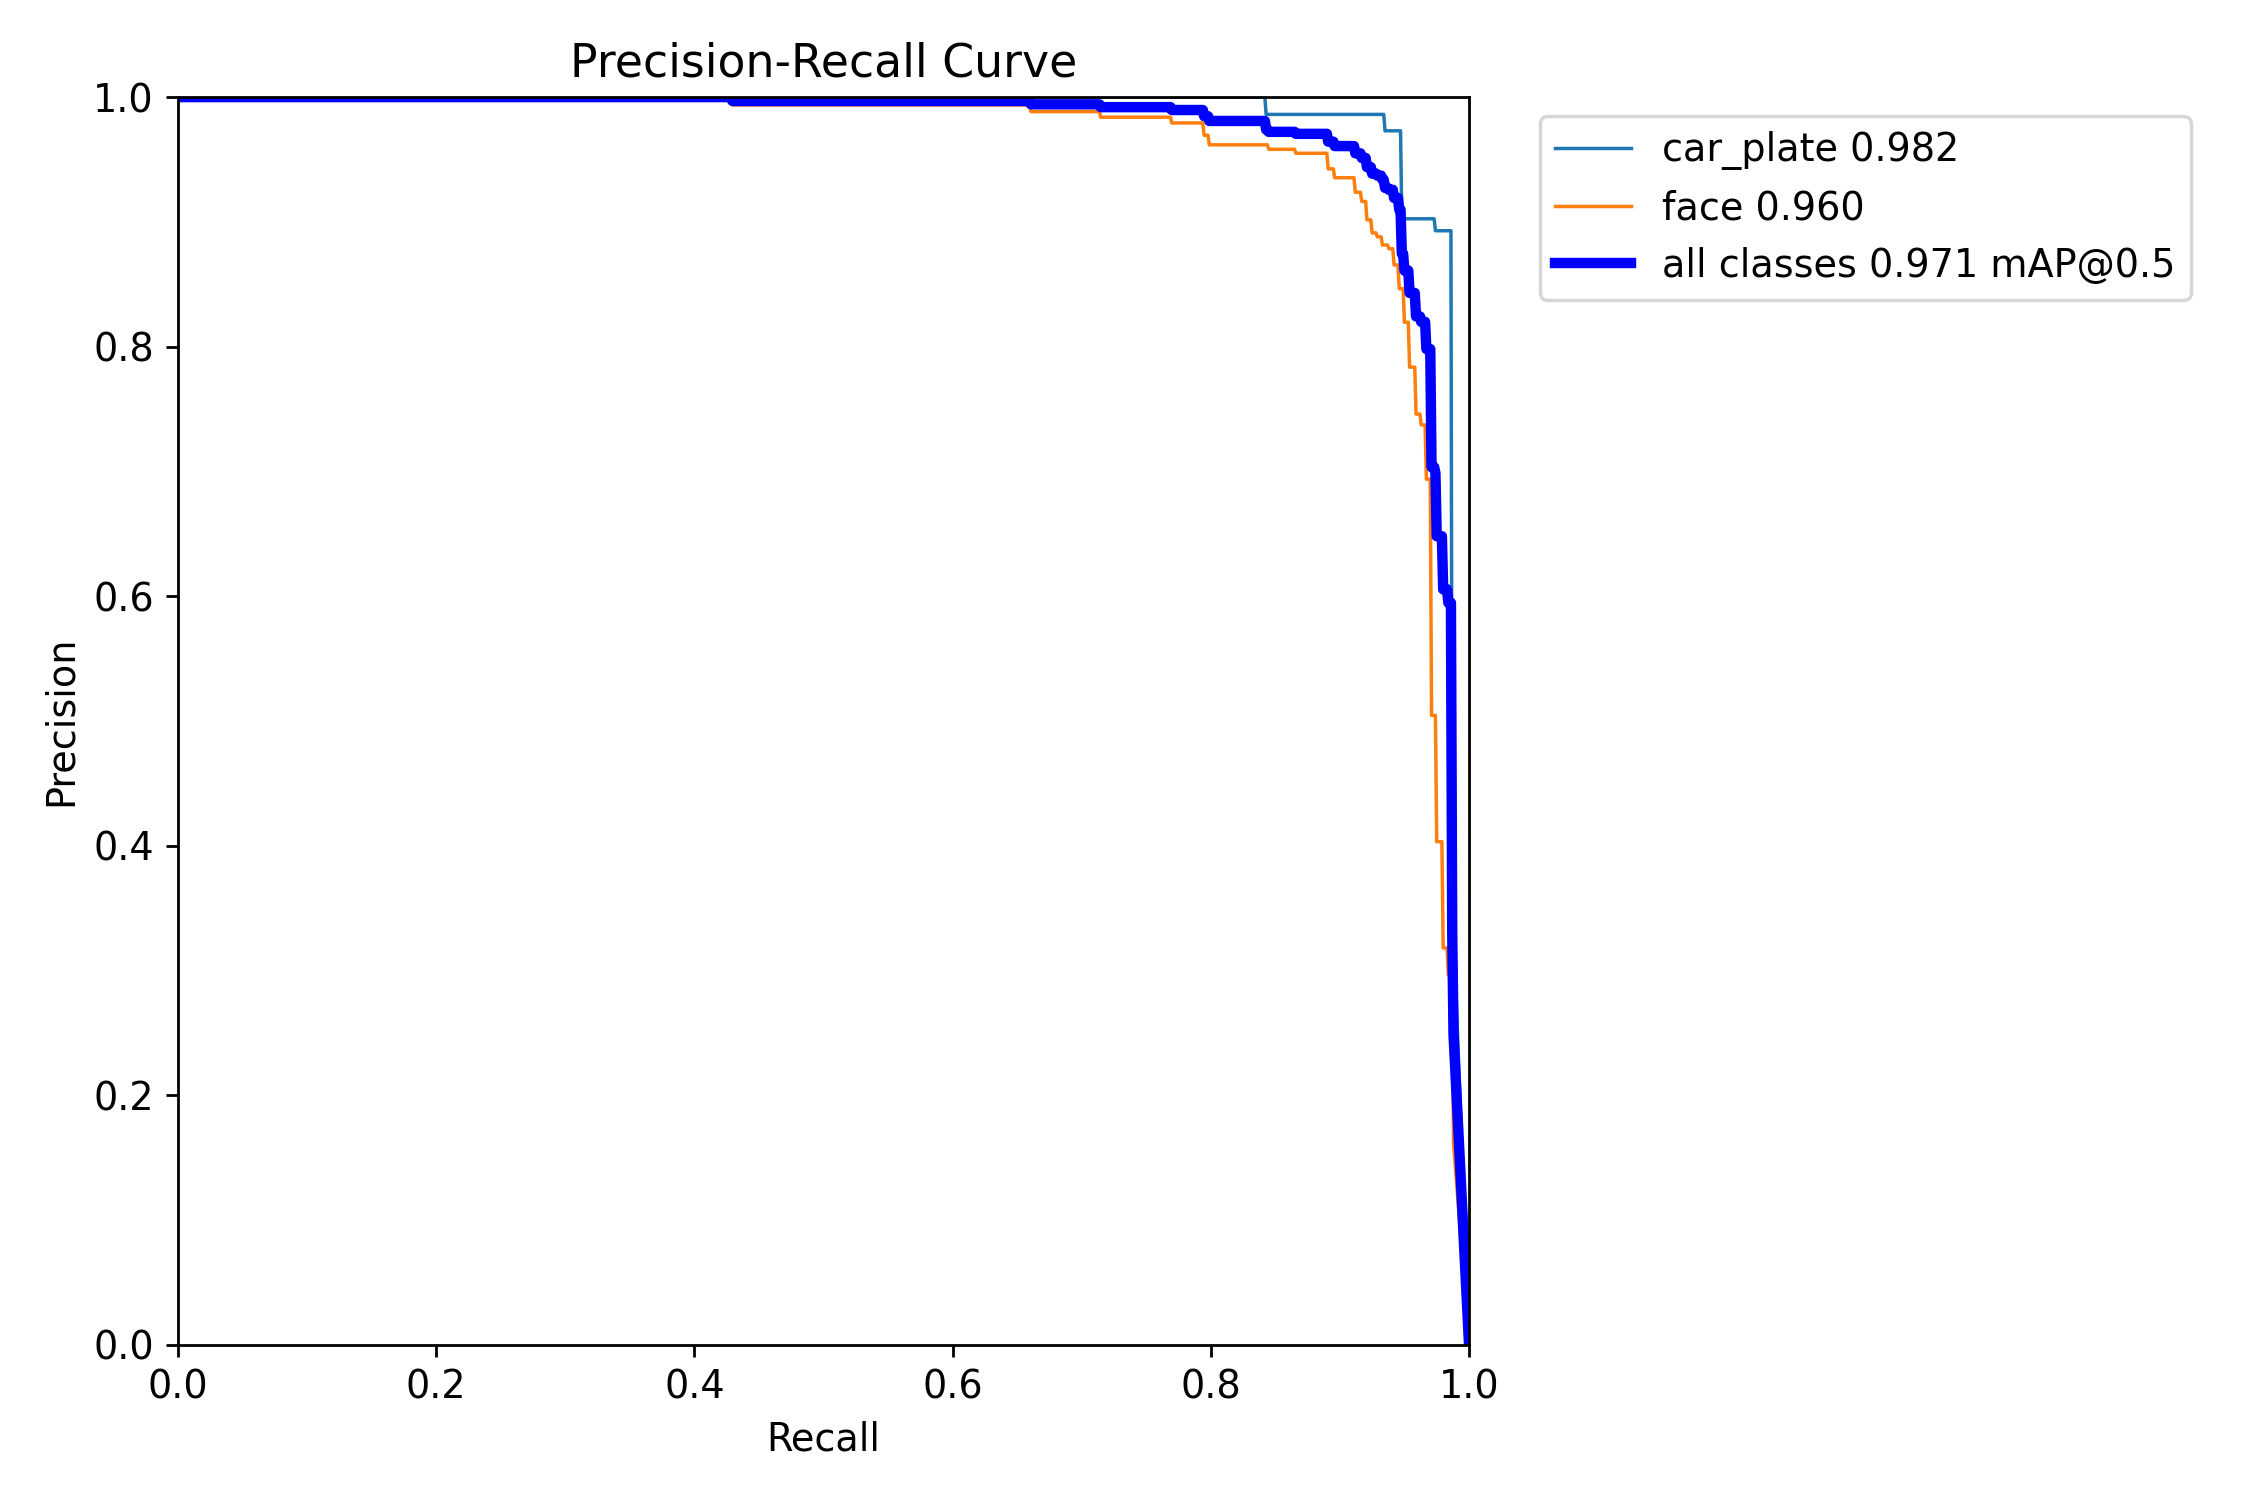 Precision-Recall Curve
1.0
0.8
0.6
0.4
0.2
0.0
Precision
0.0 0.2 0.4 0.6 0.8 1.0
Recall
car_plate 0.982
face 0.960
all classes 0.971 mAP@0.5